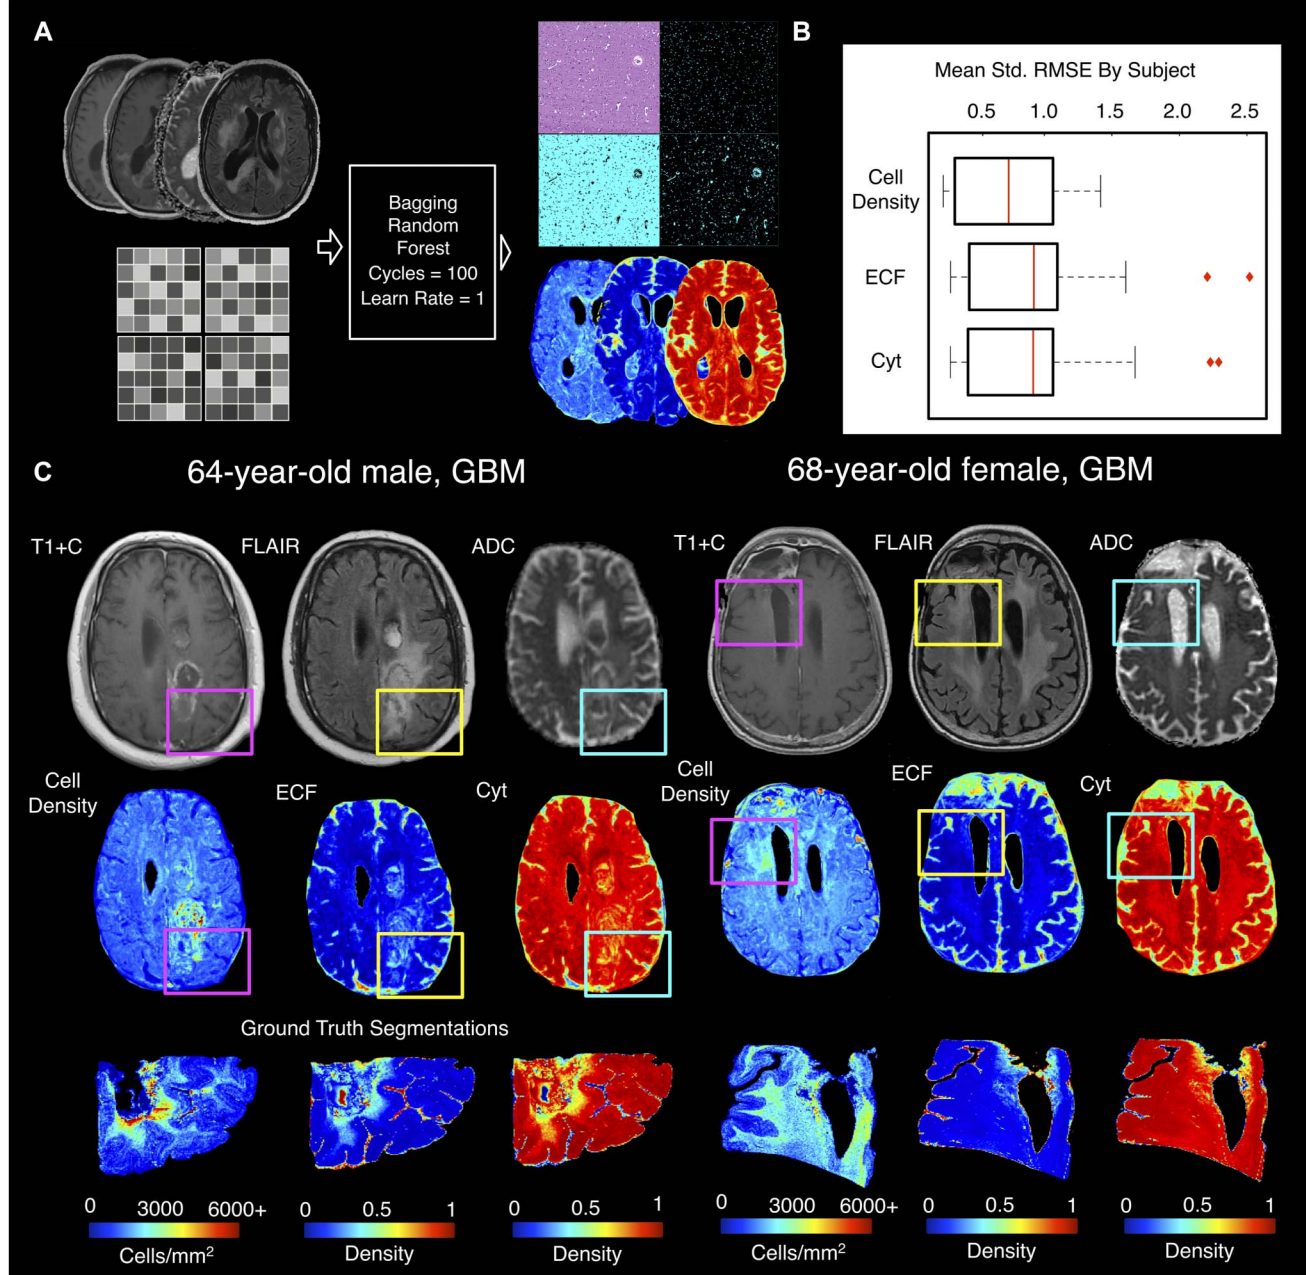 A
B
Bagging
Random
Forest
Cycles = 100
Learn Rate = 1
Mean Std. RMSE By Subject
0.5 1.0 1.5 2.0 2.5
Cell
Density
ECF
Cyt
C
64-year-old male, GBM
68-year-old female, GBM
T1+C FLAIR ADC
T1+C FLAIR ADC
Cell
Density
ECF
Cyt
Cell
Density
ECF
Cyt
Ground Truth Segmentations
0 3000 6000+
Cells/mm²
0 0.5 1
Density
0 0.5 1
Density
0 3000 6000+
Cells/mm²
0 0.5 1
Density
0 0.5 1
Density